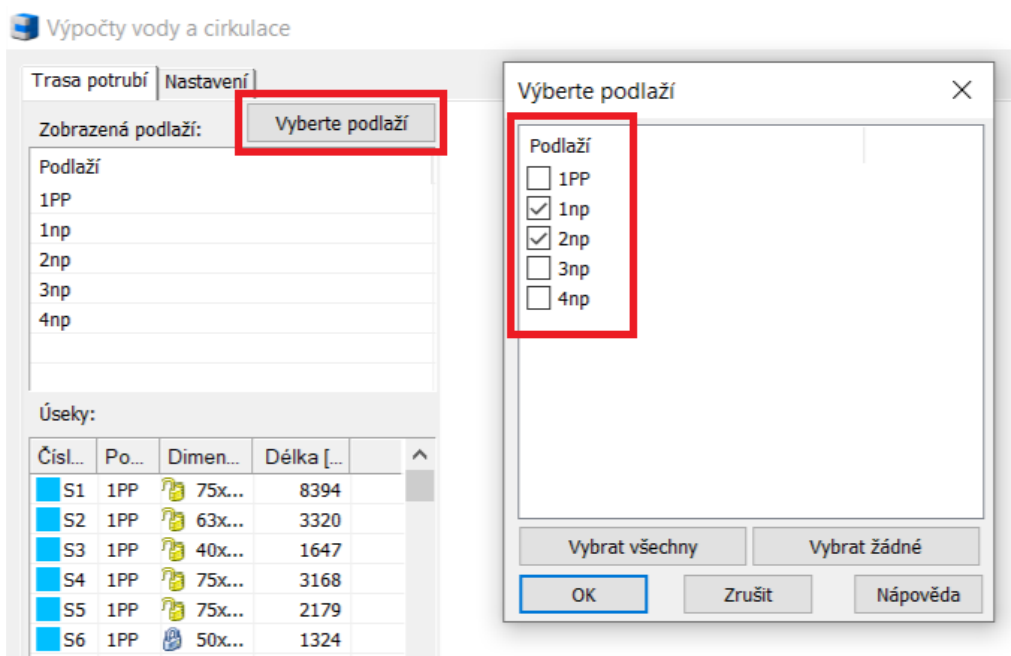 Výpočty vody a cirkulace
Trasa potrubí
Nastavení
Zobrazená podlaží:
Vyberte podlaží
Podlaží
1PP
1np
2np
3np
4np
Úseky:
Čísl... Po... Dimen... Délka [...
S1 1PP 75x... 8394
S2 1PP 63x... 3320
S3 1PP 40x... 1647
S4 1PP 75x... 3168
S5 1PP 75x... 2179
S6 1PP 50x... 1324
Výberte podlaží
Podlaží
1PP
1np
2np
3np
4np
Vybrat všechny
Vybrat žádné
OK
Zrušit
Nápověda